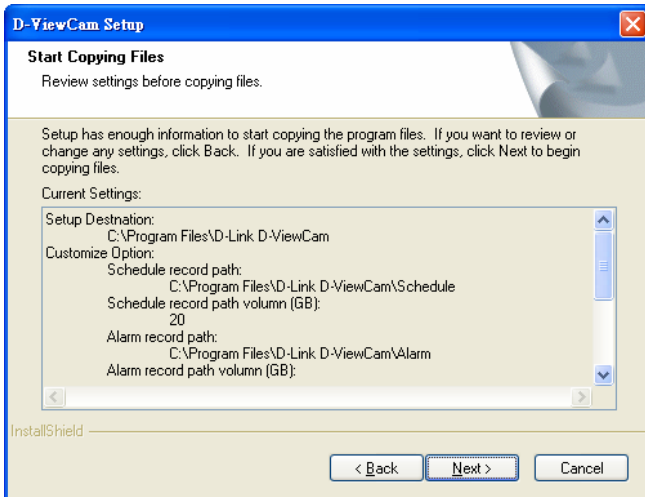 D-ViewCam Setup
Start Copying Files
Review settings before copying files.
Setup has enough information to start copying the program files. If you want to review or
change any settings, click Back. If you are satisfied with the settings, click Next to begin
copying files.
Current Settings:
Setup Destnation:
C:\Program Files\D-Link D-ViewCam
Customize Option:
Schedule record path:
C:\Program Files\D-Link D-ViewCam\Schedule
Schedule record path volumn (GB):
20
Alarm record path:
C:\Program Files\D-Link D-ViewCam\Alarm
Alarm record path volumn (GB):
InstallShield
< Back Next > Cancel